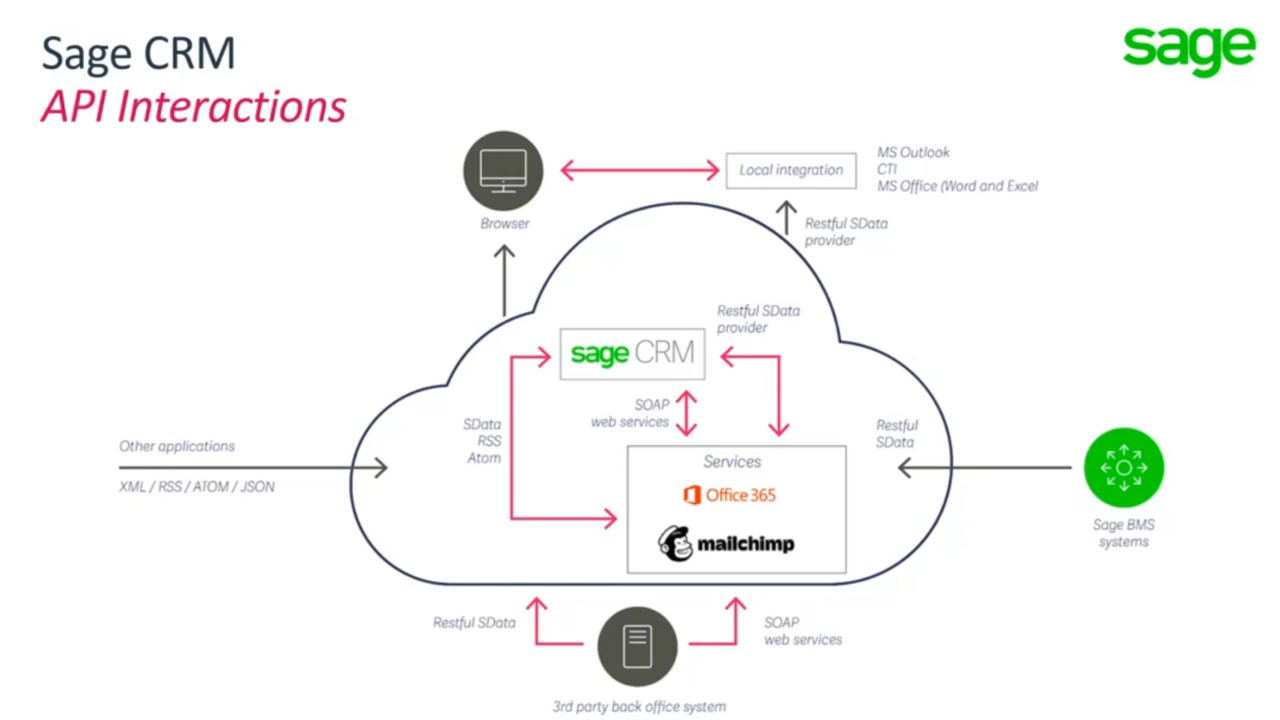 Sage CRM
API Interactions
sage
Browser
Local integration
MS Outlook
CTI
MS Office (Word and Excel
Restful SData
provider
Restful SData
provider
sage CRM
SOAP
web services
SData
RSS
Atom
Services
Office 365
mailchimp
Restful
SData
Other applications
XML / RSS / ATOM / JSON
Sage BMS
systems
Restful SData
SOAP
web services
3rd party back office system